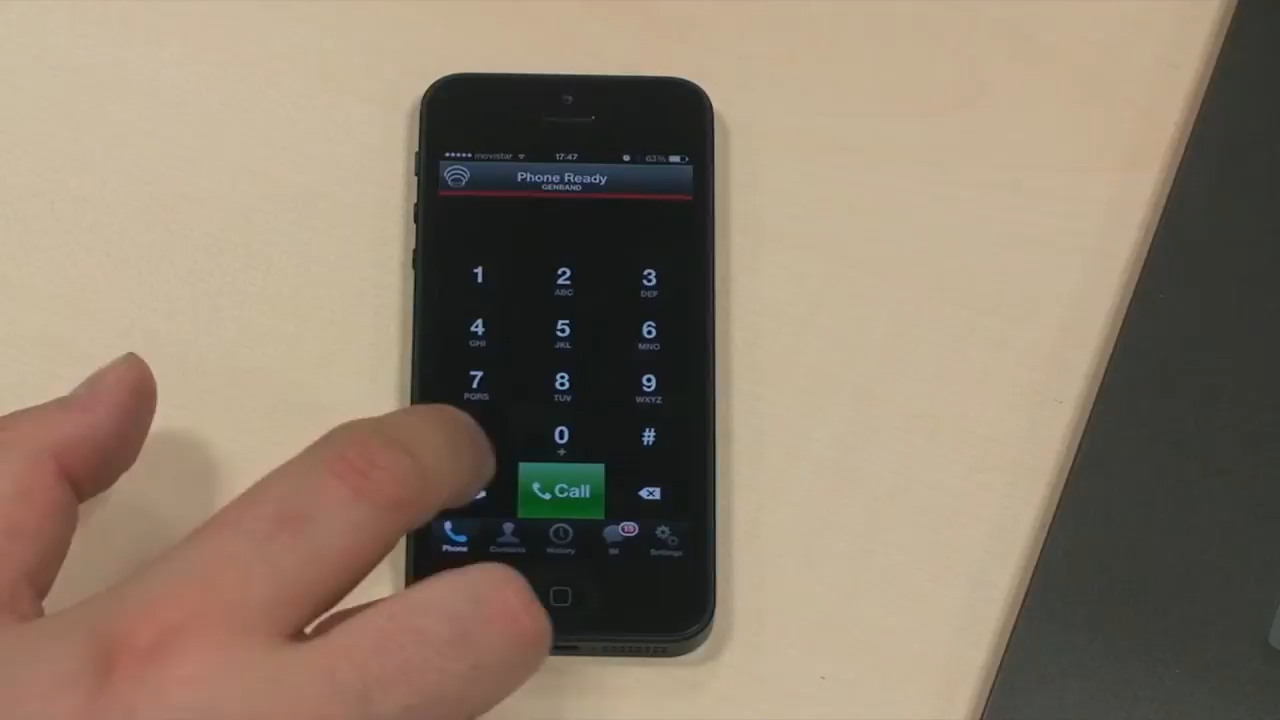 movistar 17:47 63%
Phone Ready
GENBAND
1 2 3
ABC DEF
4 5 6
GHI JKL MNO
7 8 9
PQRS TUV WXYZ
0 #
+
Call
15
Phone Contacts History IM Settings